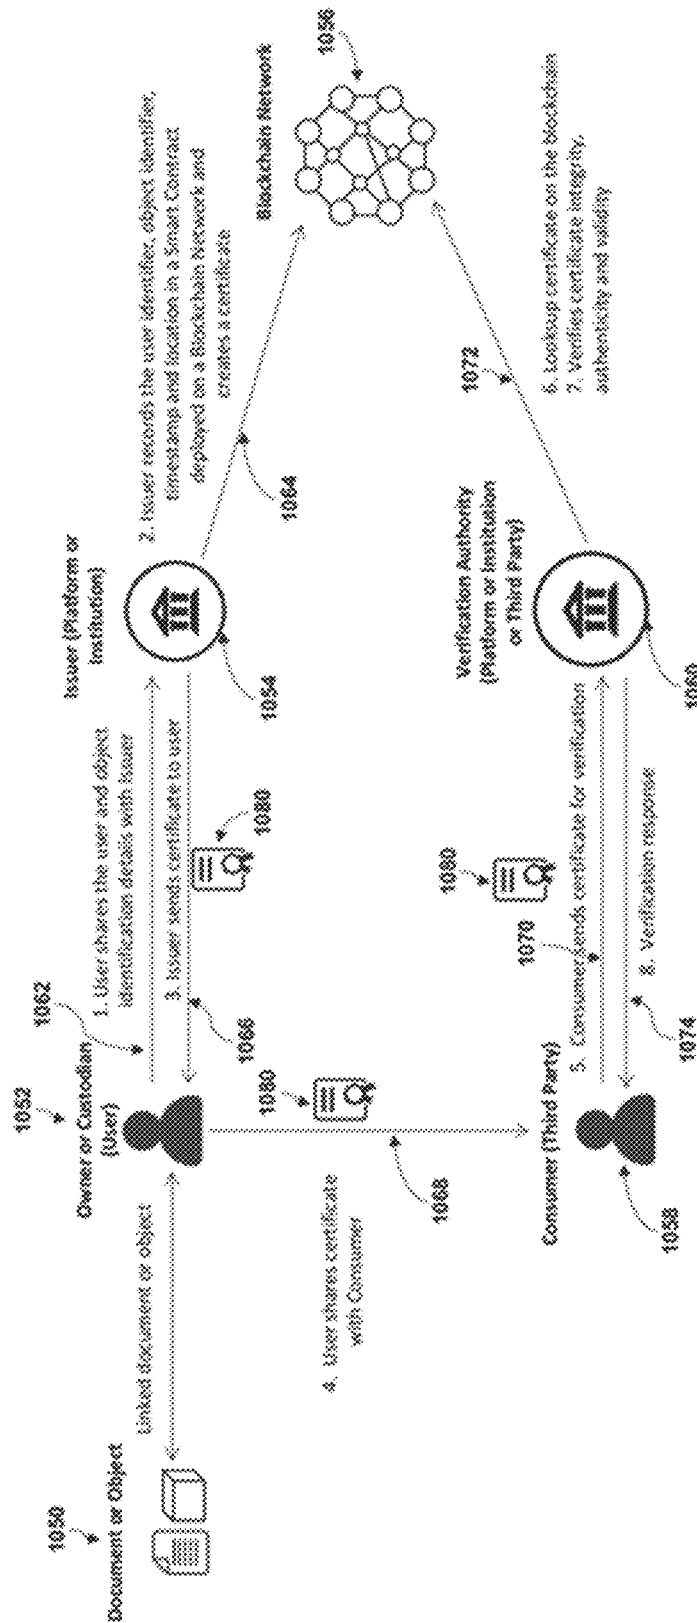 1050
Document or Object
Linked document or object
1052
Owner or Custodian
(User)
1062
1. User shares the user and object
identification details with issuer
3. Issuer sends certificate to user
1066
1080
Issuer (Platform or
Institution)
1054
2. Issuer records the user identifier, object identifier,
timestamp and location in a Smart Contract
deployed on a Blockchain Network and
creates a certificate
1064
Blockchain Network
1056
4. User shares certificate
with Consumer
1080
1068
Consumer (Third Party)
1058
1080
1070
5. Consumer sends certificate for verification
8. Verification response
1074
Verification Authority
(Platform or Institution
or Third Party)
1060
1072
6. Lookup certificate on the blockchain
7. Verifies certificate integrity,
authenticity and validity